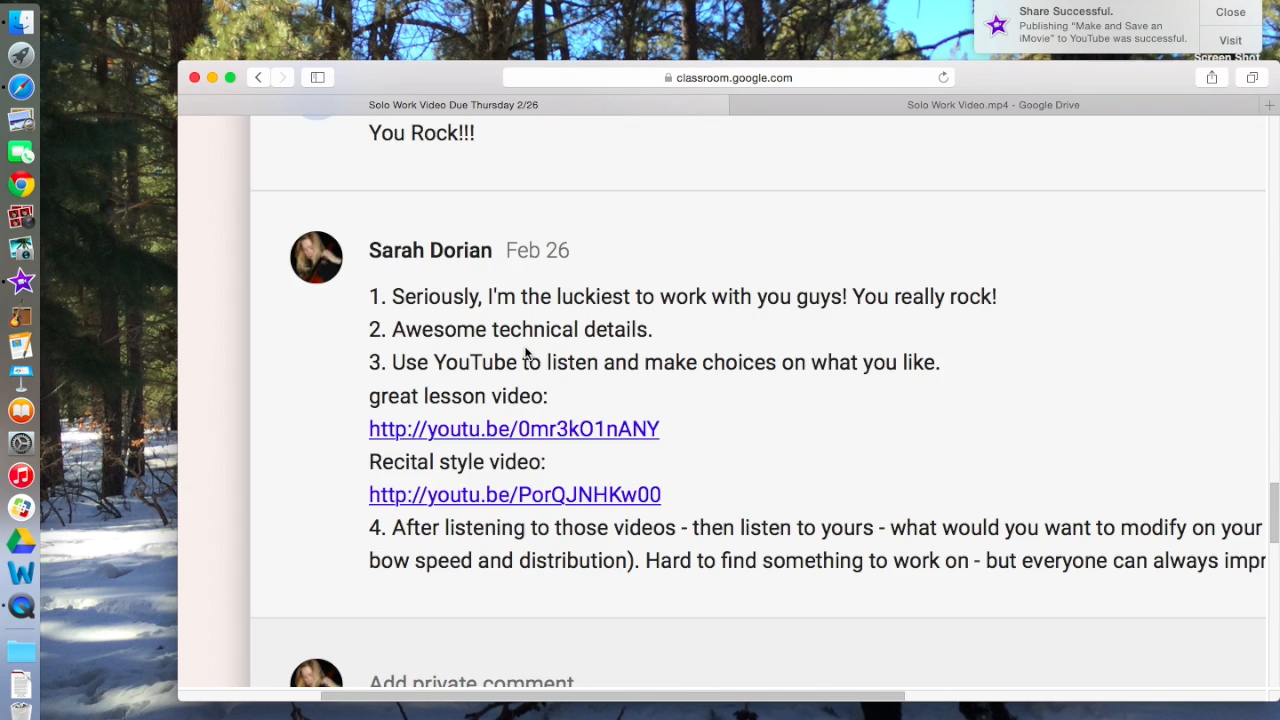 Share Successful.
Publishing “Make and Save an
iMovie” to YouTube was successful.
Close
Visit
Screen Shot
classroom.google.com
Solo Work Video Due Thursday 2/26
Solo Work Video.mp4 - Google Drive
You Rock!!!
Sarah Dorian Feb 26
1. Seriously, I'm the luckiest to work with you guys! You really rock!
2. Awesome technical details.
3. Use YouTube to listen and make choices on what you like.
great lesson video:
http://youtu.be/0mr3kO1nANY
Recital style video:
http://youtu.be/PorQJNHKw00
4. After listening to those videos - then listen to yours - what would you want to modify on your
bow speed and distribution). Hard to find something to work on - but everyone can always impr
Add private comment